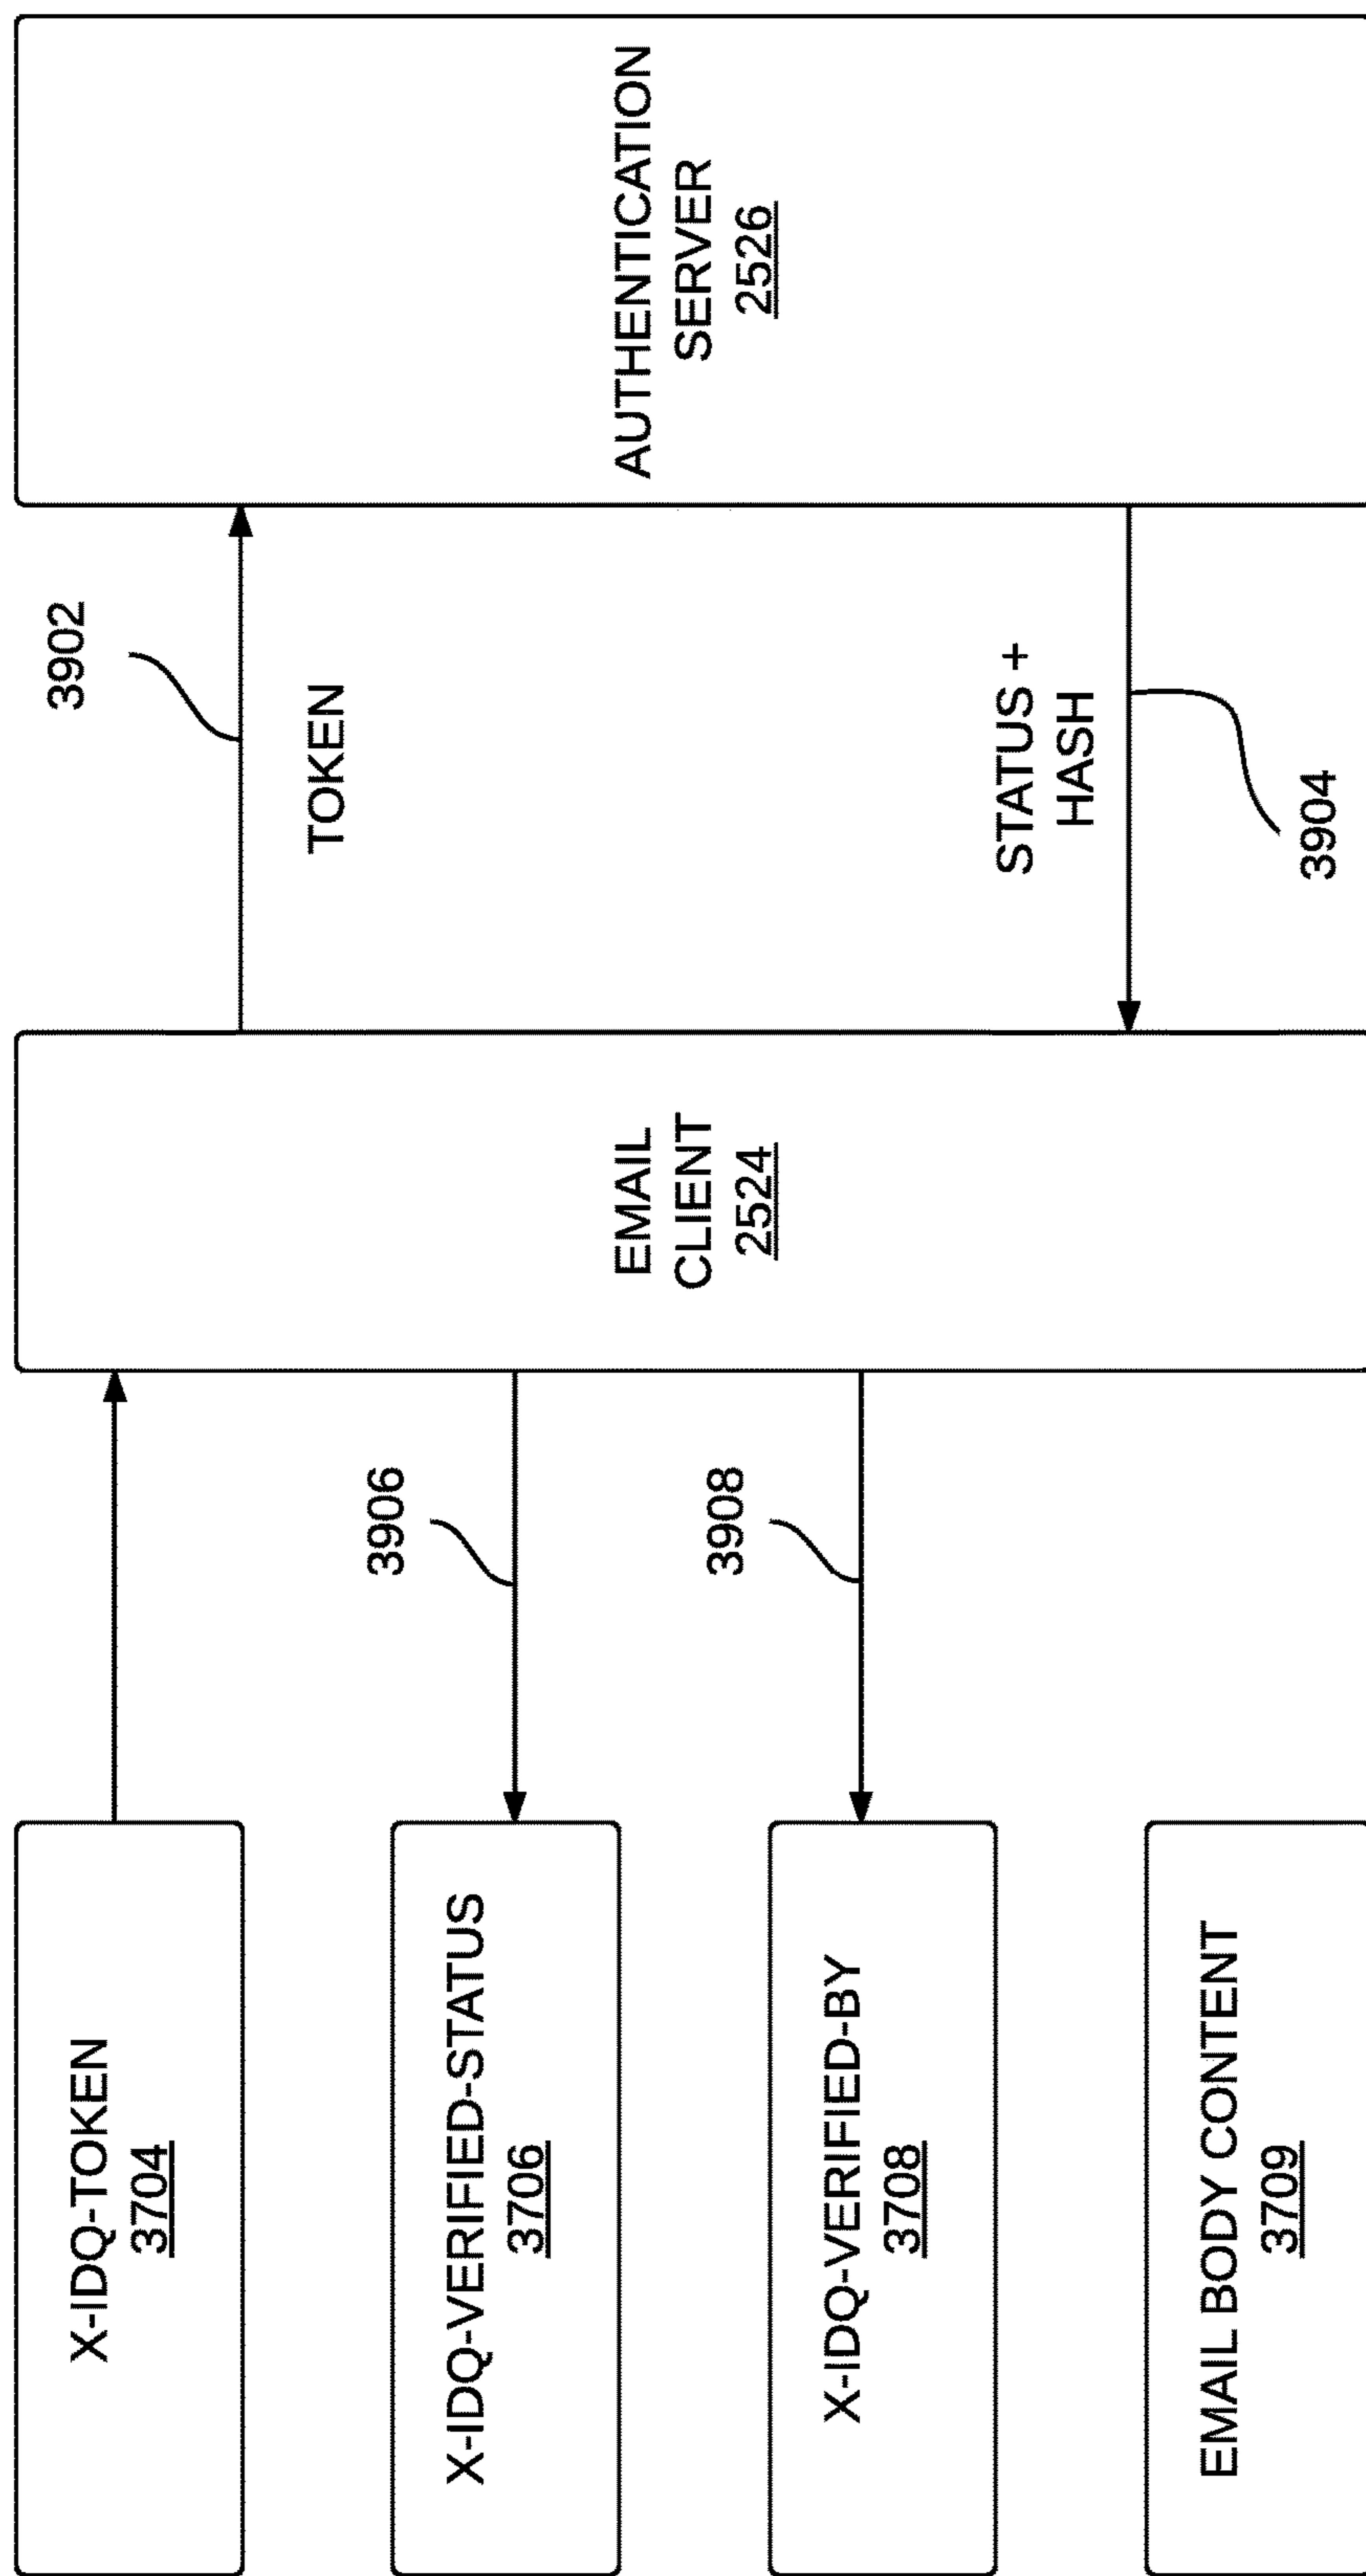 X-IDQ-TOKEN
3704
X-IDQ-VERIFIED-STATUS
3706
X-IDQ-VERIFIED-BY
3708
EMAIL BODY CONTENT
3709
3906
3908
EMAIL
CLIENT
2524
3902
TOKEN
STATUS +
HASH
3904
AUTHENTICATION
SERVER
2526